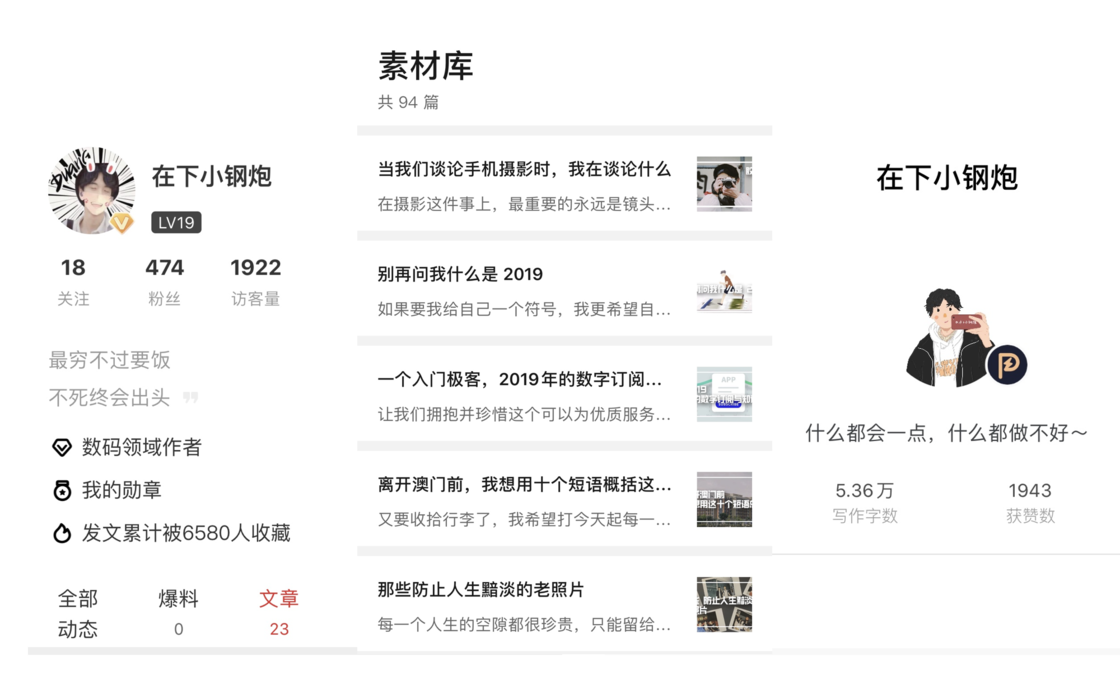 在下小钢炮
LV19
18
474
1922
关注
粉丝
访客量
最穷不过要饭
不死终会出头
数码领域作者
我的勋章
发文累计被6580人收藏
全部
动态
爆料
0
文章
23
素材库
共 94 篇
当我们谈论手机摄影时，我在谈论什么
在摄影这件事上，最重要的永远是镜头...
别再问我什么是 2019
如果要我给自己一个符号，我更希望自...
一个入门极客，2019年的数字订阅...
让我们拥抱并珍惜这个可以为优质服务...
APP
离开澳门前，我想用十个短语概括这...
又要收拾行李了，我希望打今天起每一...
那些防止人生黯淡的老照片
每一个人生的空隙都很珍贵，只能留给...
在下小钢炮
什么都会一点，什么都做不好～
5.36 万
1943
写作字数
获赞数